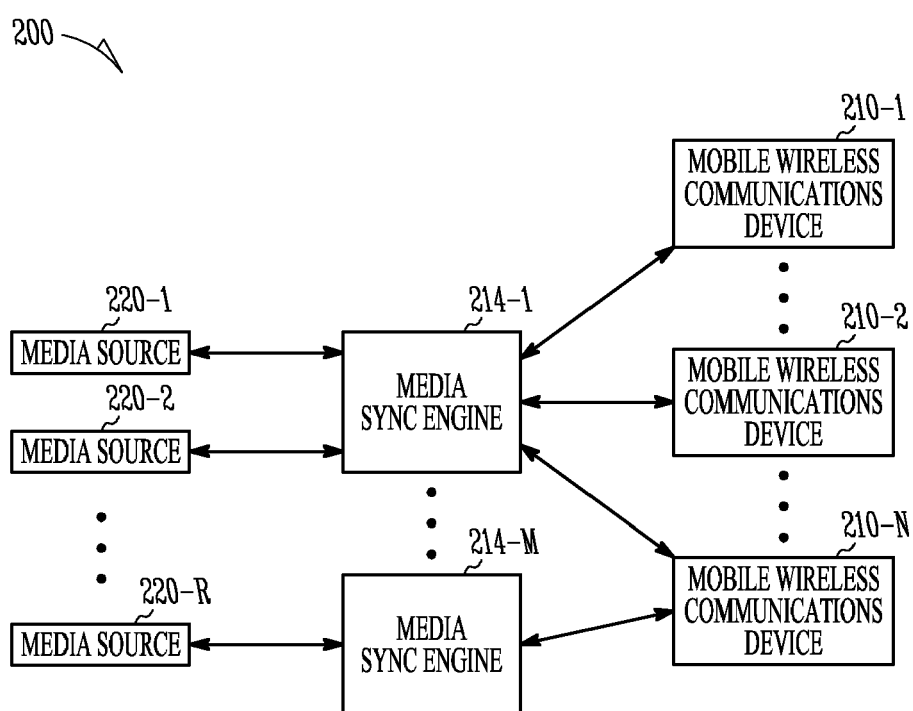 200
210-1
MOBILE WIRELESS
COMMUNICATIONS
DEVICE
220-1
MEDIA SOURCE
214-1
MEDIA
SYNC ENGINE
210-2
MOBILE WIRELESS
COMMUNICATIONS
DEVICE
220-2
MEDIA SOURCE
214-M
MEDIA
SYNC ENGINE
210-N
MOBILE WIRELESS
COMMUNICATIONS
DEVICE
220-R
MEDIA SOURCE